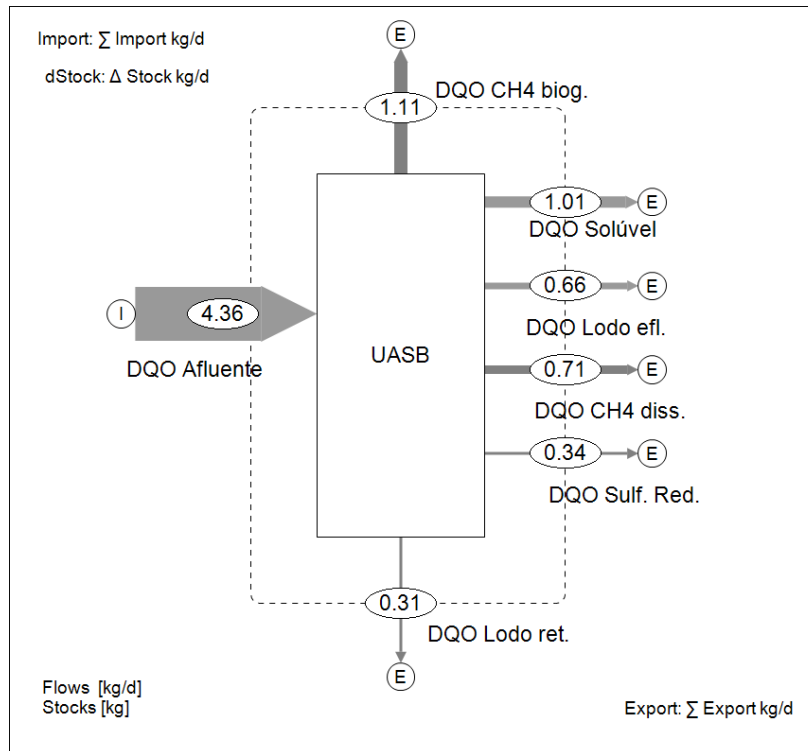 Import: ∑ Import kg/d
E
dStock: Δ Stock kg/d
DQO CH4 biog.
1.11
1.01
E
DQO Solúvel
0.66
E
I
4.36
DQO Lodo efl.
DQO Afluente
UASB
0.71
E
DQO CH4 diss.
0.34
E
DQO Sulf. Red.
0.31
DQO Lodo ret.
E
Flows [kg/d]
Stocks [kg]
Export: ∑ Export kg/d